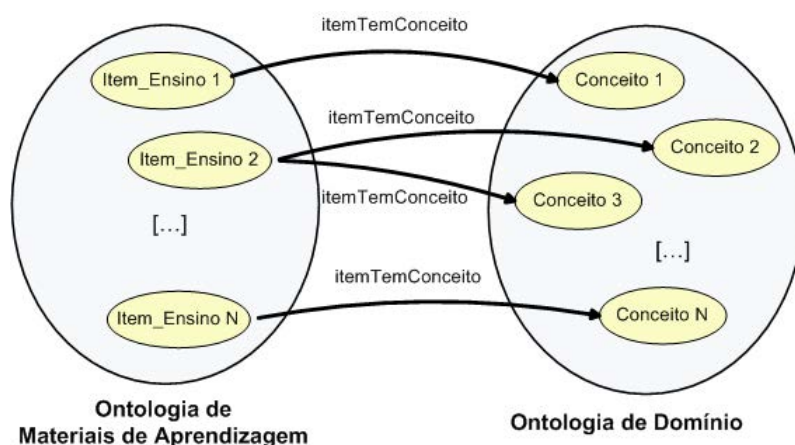 itemTemConceito
Item_Ensino 1
Conceito 1
itemTemConceito
Item_Ensino 2
Conceito 2
itemTemConceito
Conceito 3
[...]
[...]
itemTemConceito
Item_Ensino N
Conceito N
Ontologia de
Materiais de Aprendizagem
Ontologia de Domínio